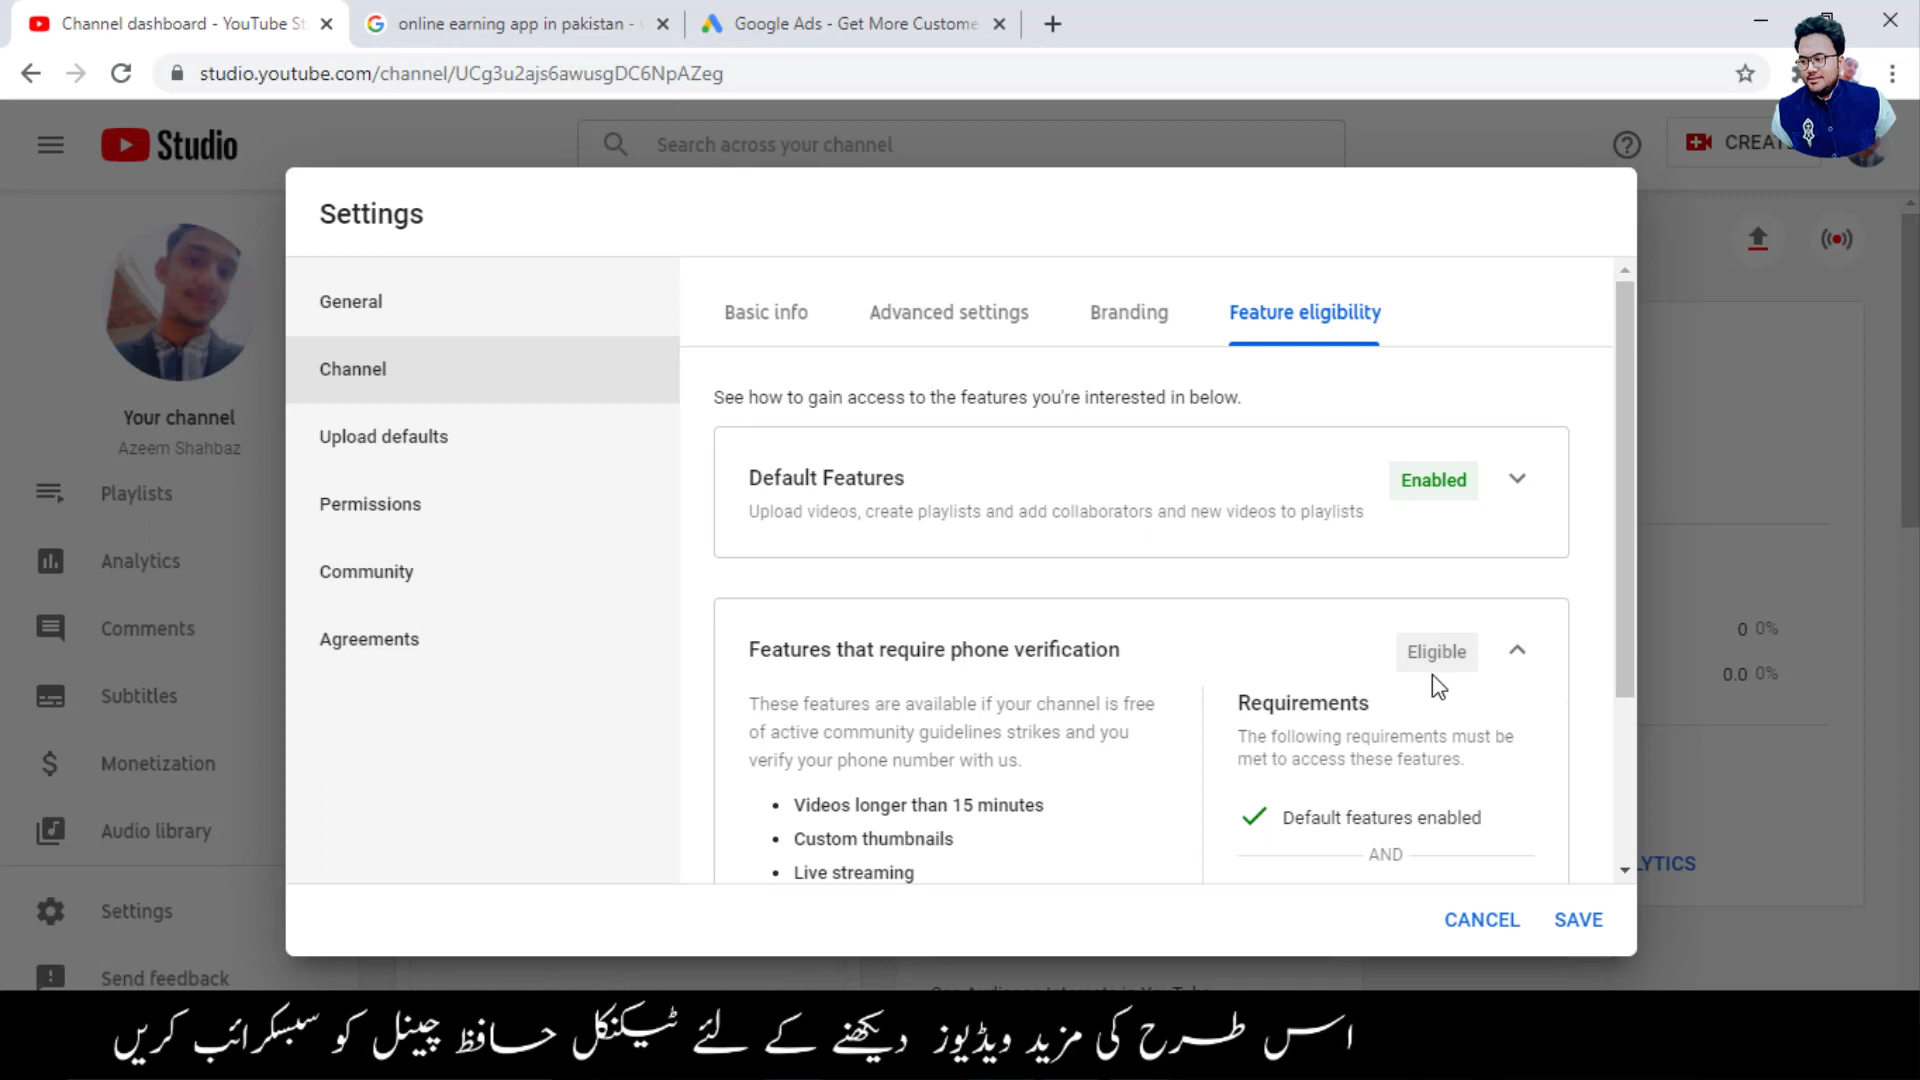 Channel dashboard - YouTube St
online earning app in pakistan -
Google Ads - Get More Custome
studio.youtube.com/channel/UCg3u2ajs6awusgDC6NpAZeg
Studio
Search across your channel
Settings
General
Channel
Upload defaults
Permissions
Community
Agreements
Basic info
Advanced settings
Branding
Feature eligibility
See how to gain access to the features you're interested in below.
Default Features
Enabled
Upload videos, create playlists and add collaborators and new videos to playlists
Features that require phone verification
Eligible
These features are available if your channel is free
of active community guidelines strikes and you
verify your phone number with us.
• Videos longer than 15 minutes
• Custom thumbnails
• Live streaming
Requirements
The following requirements must be
met to access these features.
Default features enabled
AND
CANCEL
SAVE
Your channel
Azeem Shahbaz
Playlists
Analytics
Comments
Subtitles
Monetization
Audio library
Settings
Send feedback
0 0%
0.0 0%
LYTICS
اس طرح کی مزید ویڈیوز دیکھنے کے لئے ٹیکنکل حافظ چینل کو سبسکرائب کریں